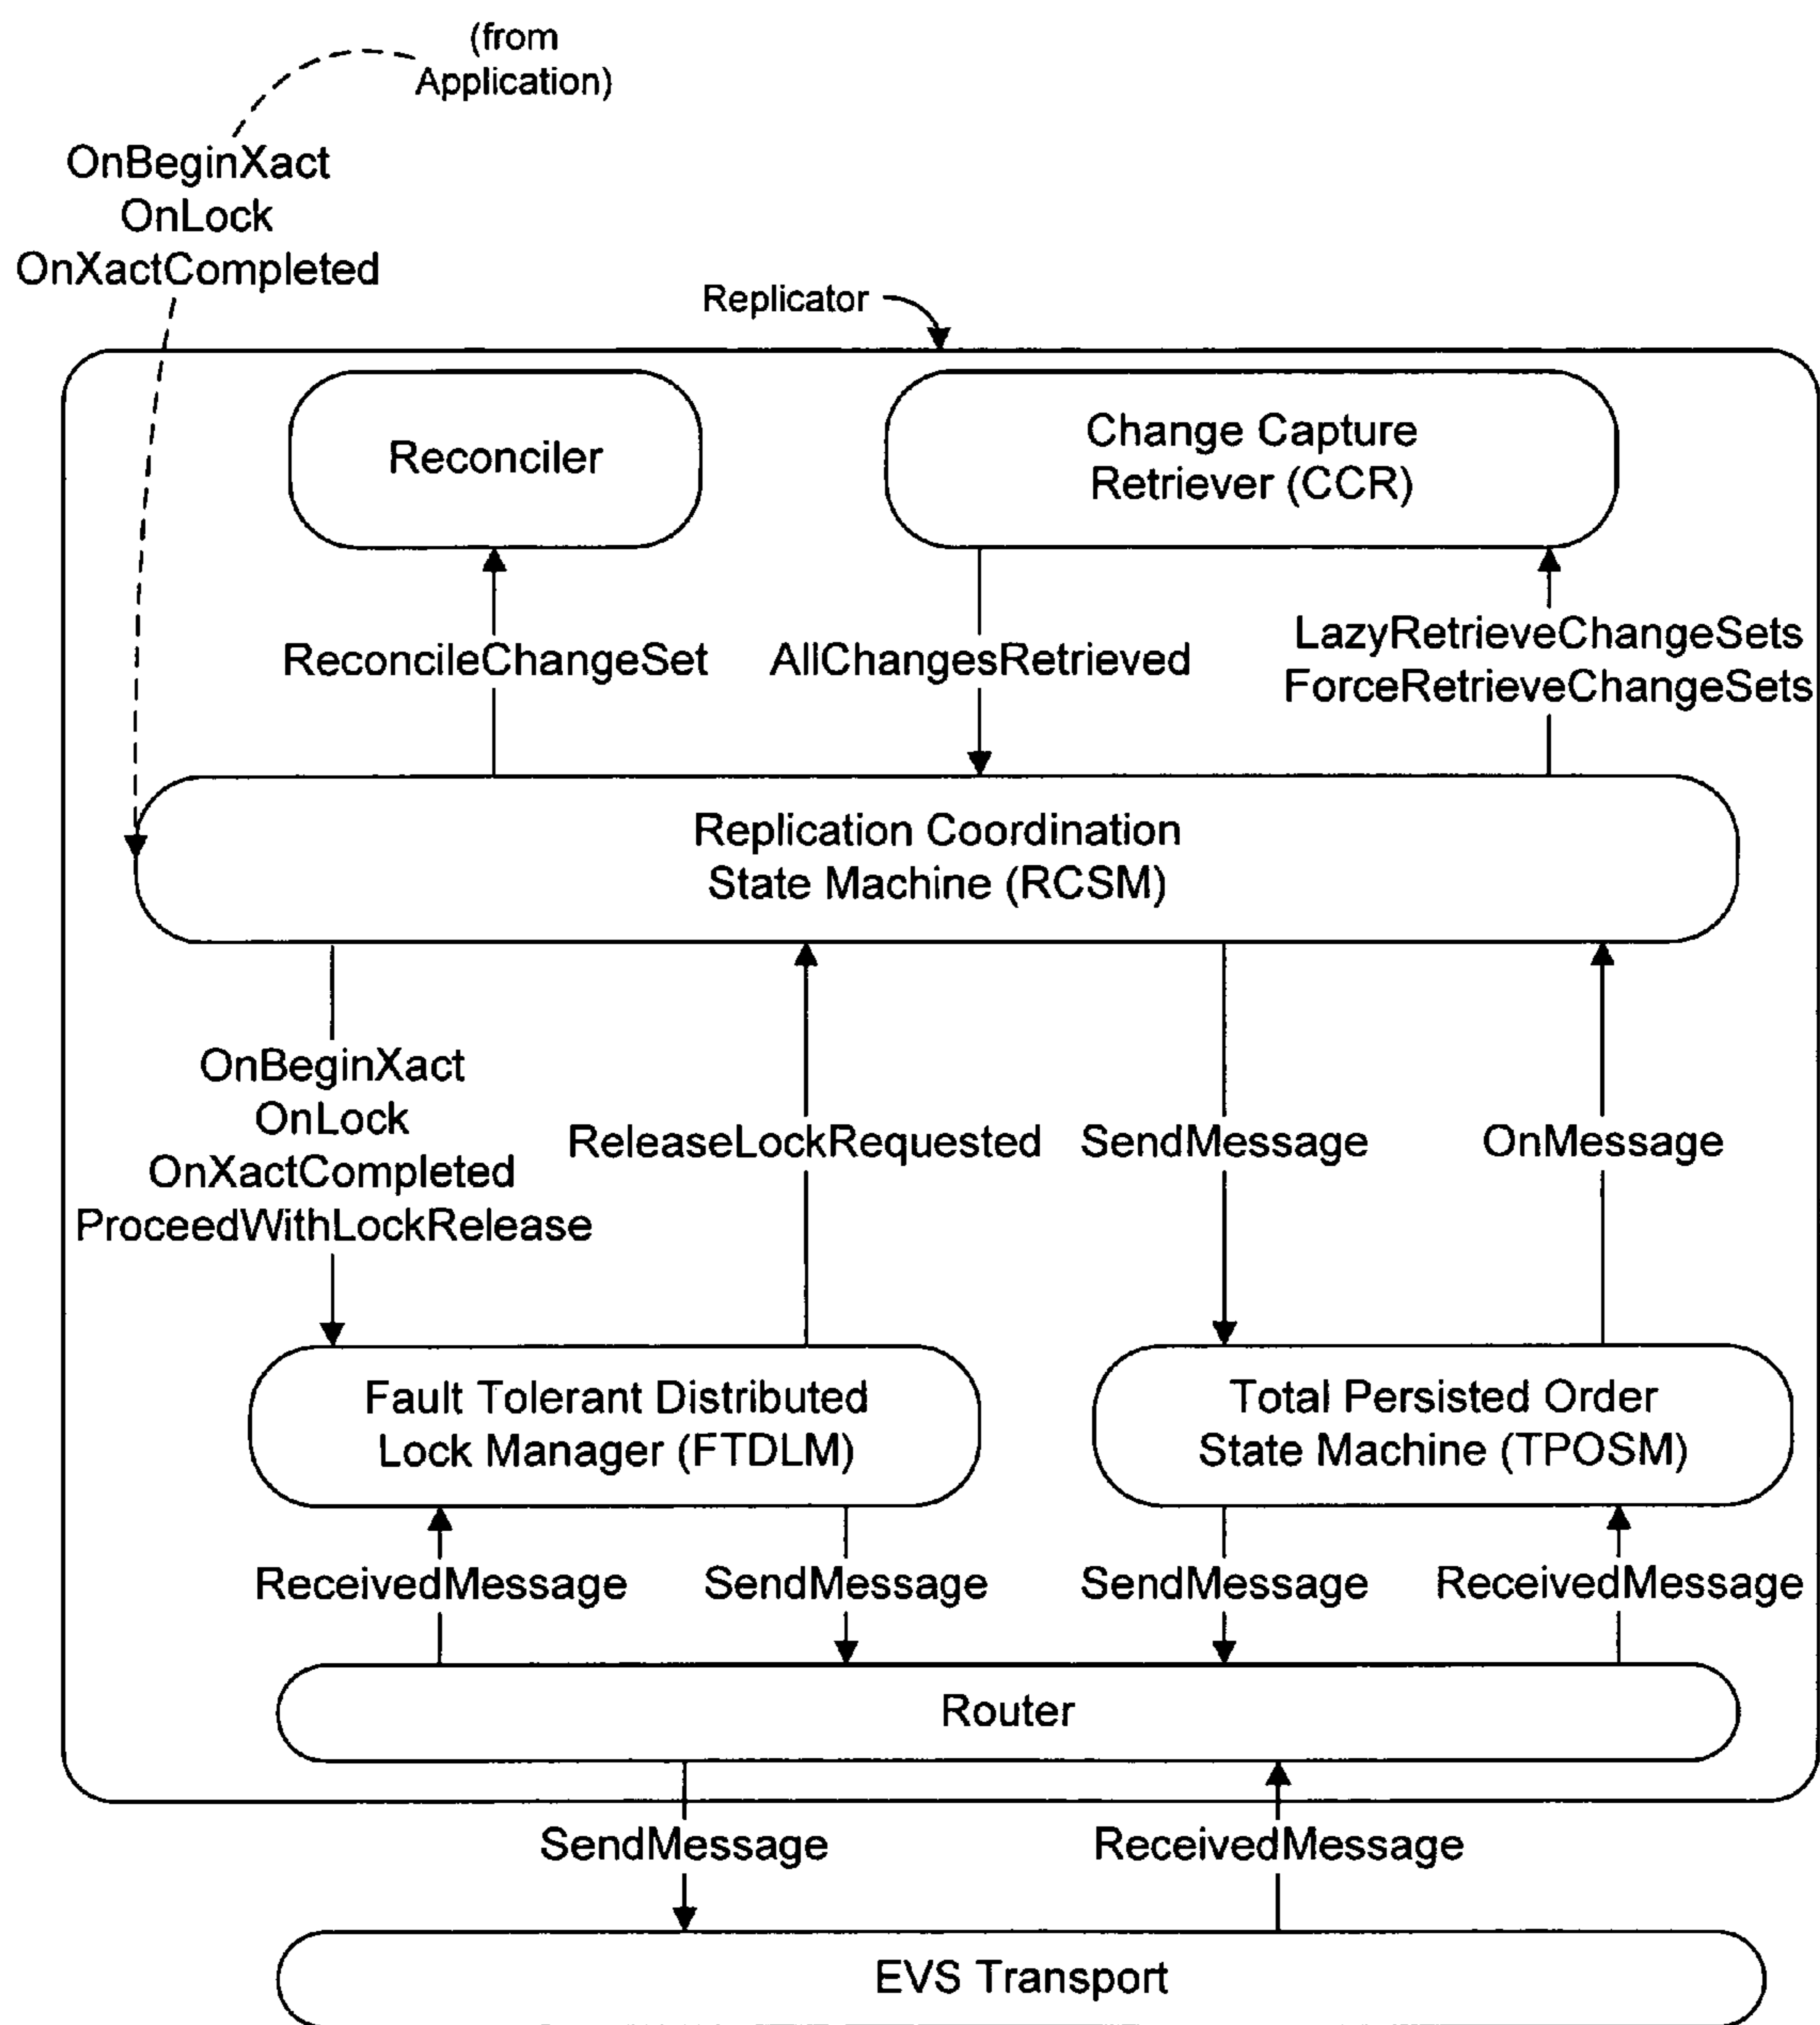 (from
Application)
OnBeginXact
OnLock
OnXactCompleted
Replicator
Reconciler
Change Capture
Retriever (CCR)
ReconcileChangeSet
AllChangesRetrieved
LazyRetrieveChangeSets
ForceRetrieveChangeSets
Replication Coordination
State Machine (RCSM)
OnBeginXact
OnLock
OnXactCompleted
ProceedWithLockRelease
ReleaseLockRequested
SendMessage
OnMessage
Fault Tolerant Distributed
Lock Manager (FTDLM)
Total Persisted Order
State Machine (TPOSM)
ReceivedMessage
SendMessage
SendMessage
ReceivedMessage
Router
SendMessage
ReceivedMessage
EVS Transport